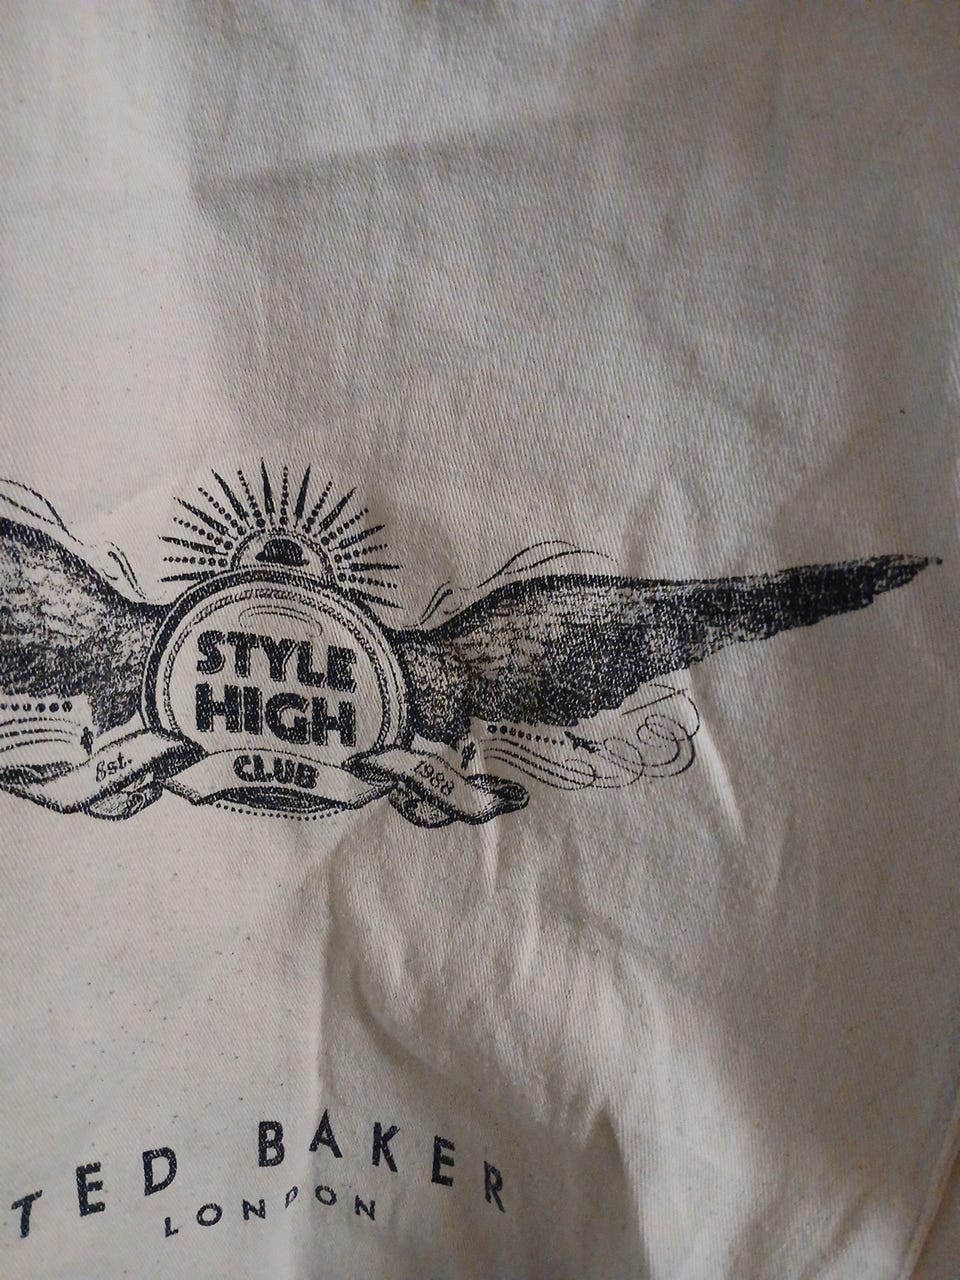 STYLE
HIGH
CLUB
Est.
1988
TED BAKER
LONDON